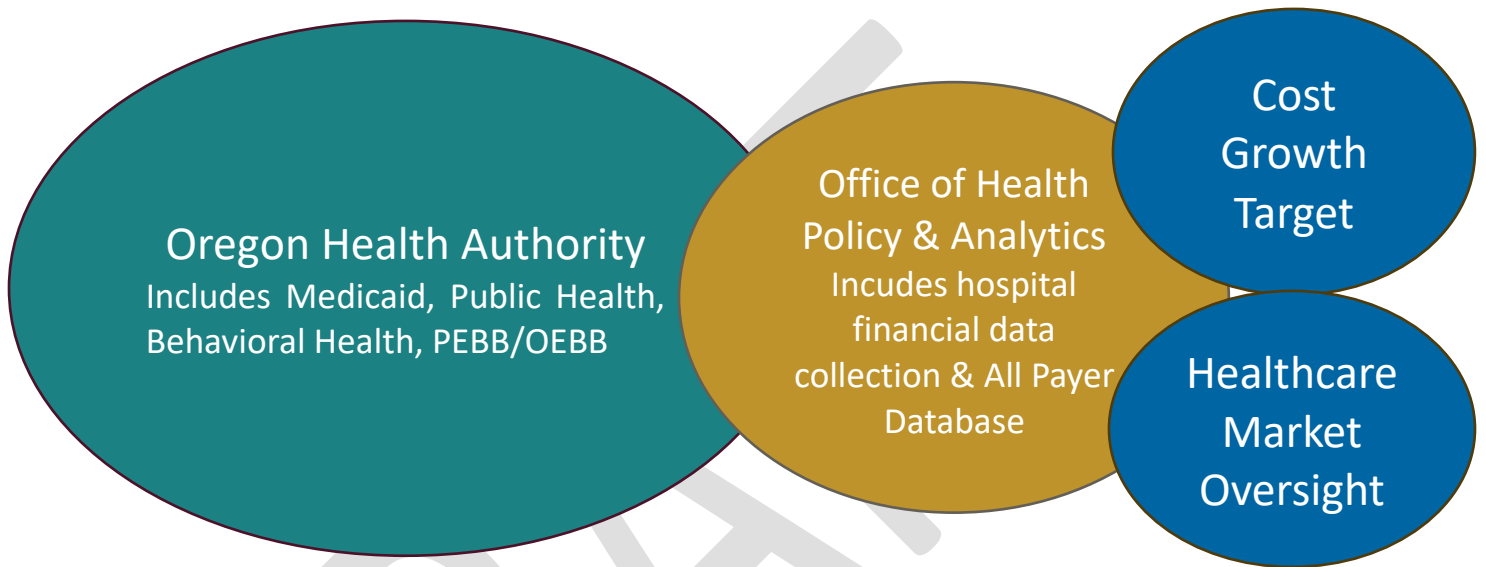 Oregon Health Authority
Includes Medicaid, Public Health,
Behavioral Health, PEBB/OEBB
Office of Health
Policy & Analytics
Incudes hospital
financial data
collection & All Payer
Database
Cost
Growth
Target
Healthcare
Market
Oversight